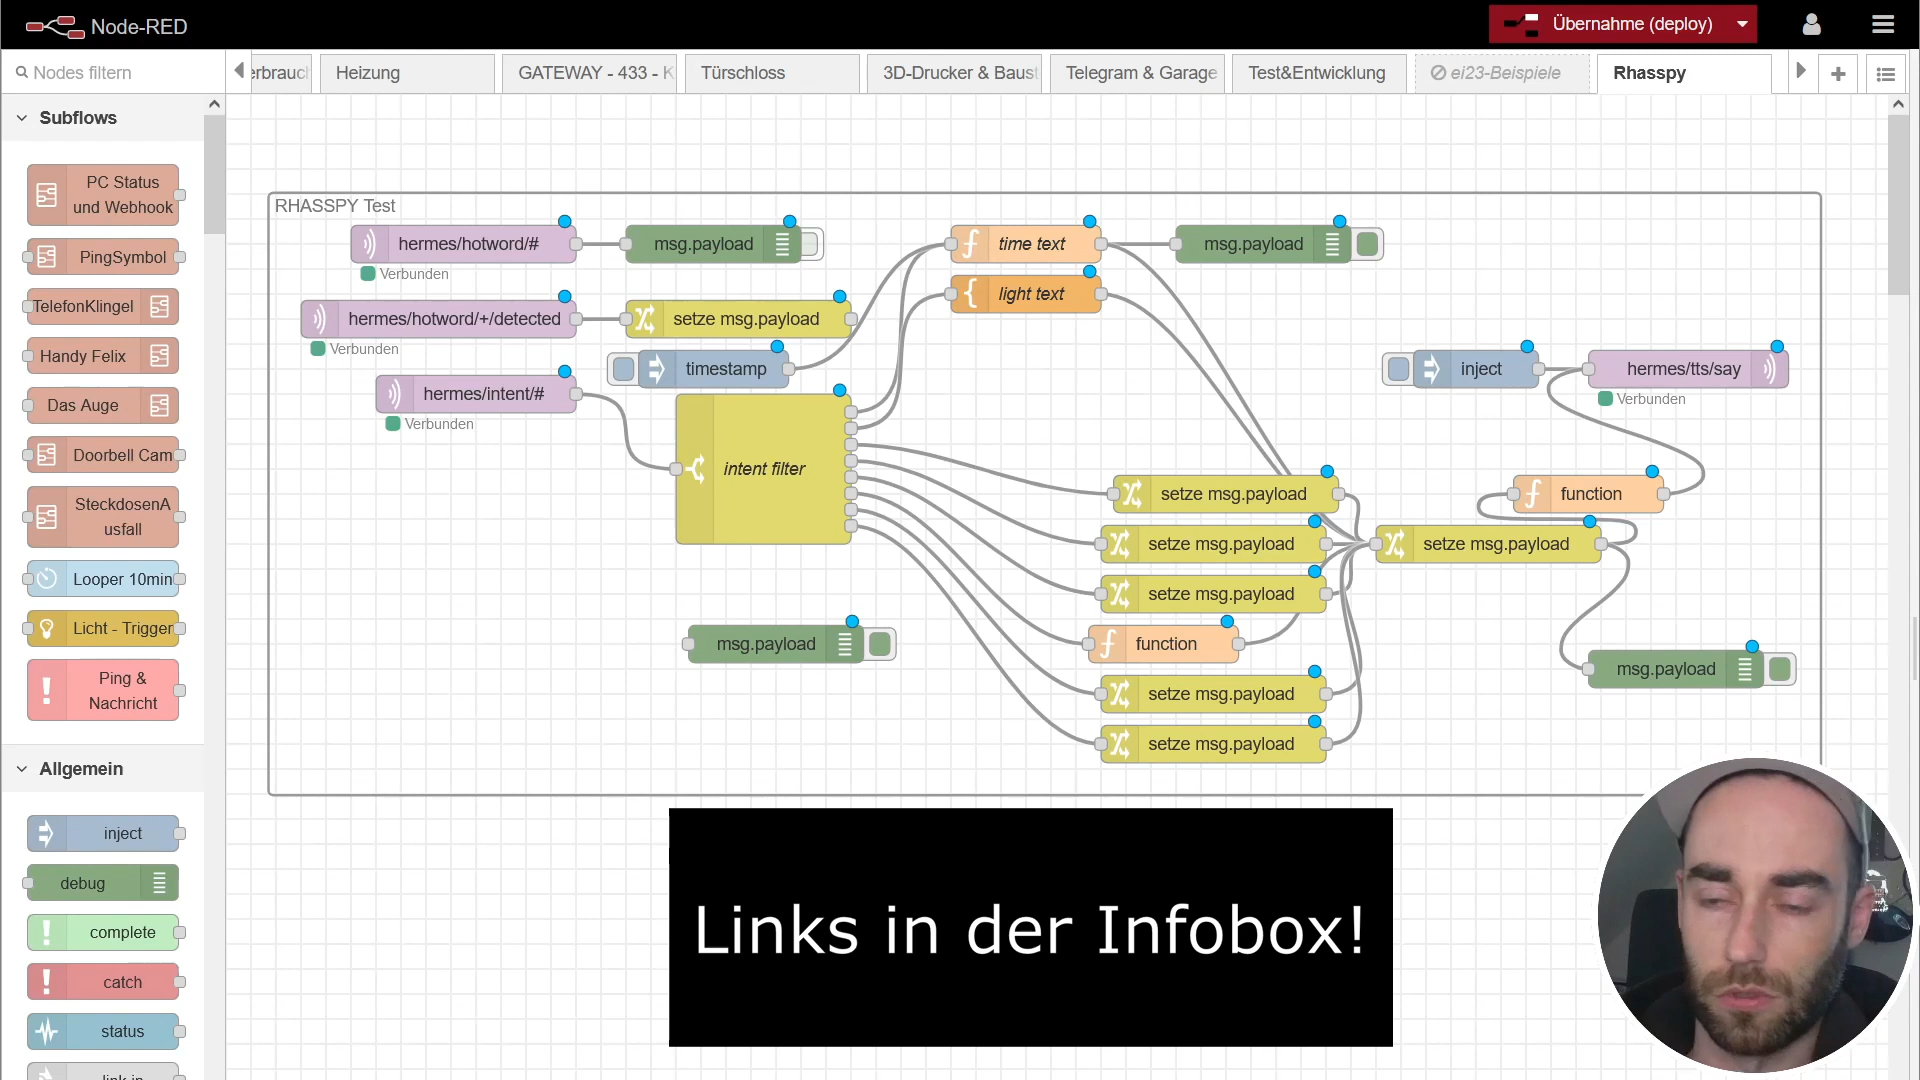 Node-RED
Übernahme (deploy)
Nodes filtern
erbrauch
Heizung
GATEWAY - 433 - K
Türschloss
3D-Drucker & Baust
Telegram & Garage
Test&Entwicklung
ei23-Beispiele
Rhasspy
Subflows
PC Status
und Webhook
PingSymbol
TelefonKlingel
Handy Felix
Das Auge
Doorbell Cam
SteckdosenA
usfall
Looper 10min
Licht - Trigger
Ping &
Nachricht
Allgemein
inject
debug
complete
catch
status
link in
RHASSPY Test
hermes/hotword/#
Verbunden
msg.payload
time text
msg.payload
light text
hermes/hotword/+/detected
Verbunden
setze msg.payload
timestamp
hermes/intent/#
Verbunden
inject
hermes/tts/say
Verbunden
intent filter
setze msg.payload
function
setze msg.payload
setze msg.payload
setze msg.payload
msg.payload
function
msg.payload
setze msg.payload
setze msg.payload
Links in der Infobox!